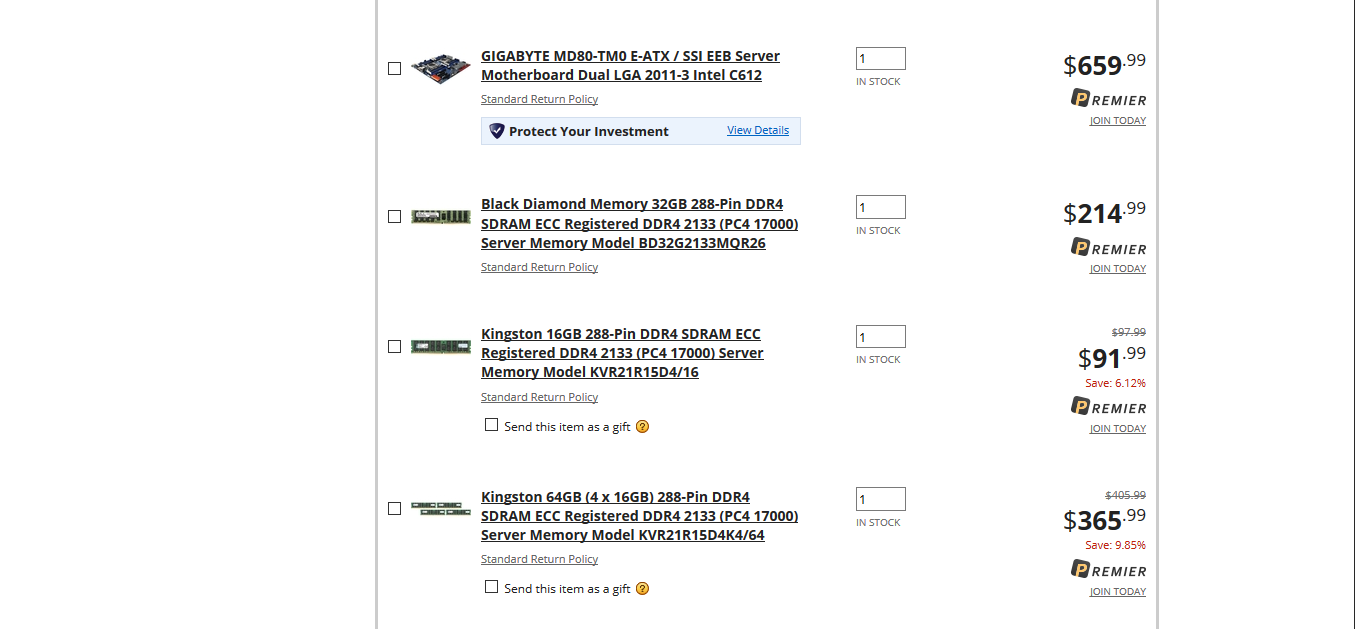 GIGABYTE MD80-TM0 E-ATX / SSI EEB Server
Motherboard Dual LGA 2011-3 Intel C612
Standard Return Policy
Protect Your Investment
View Details
1
IN STOCK
$659.99
PREMIER
JOIN TODAY
Black Diamond Memory 32GB 288-Pin DDR4
SDRAM ECC Registered DDR4 2133 (PC4 17000)
Server Memory Model BD32G2133MQR26
Standard Return Policy
1
IN STOCK
$214.99
PREMIER
JOIN TODAY
Kingston 16GB 288-Pin DDR4 SDRAM ECC
Registered DDR4 2133 (PC4 17000) Server
Memory Model KVR21R15D4/16
Standard Return Policy
Send this item as a gift ?
1
IN STOCK
$97.99
$91.99
Save: 6.12%
PREMIER
JOIN TODAY
Kingston 64GB (4 x 16GB) 288-Pin DDR4
SDRAM ECC Registered DDR4 2133 (PC4 17000)
Server Memory Model KVR21R15D4K4/64
Standard Return Policy
Send this item as a gift ?
1
IN STOCK
$405.99
$365.99
Save: 9.85%
PREMIER
JOIN TODAY